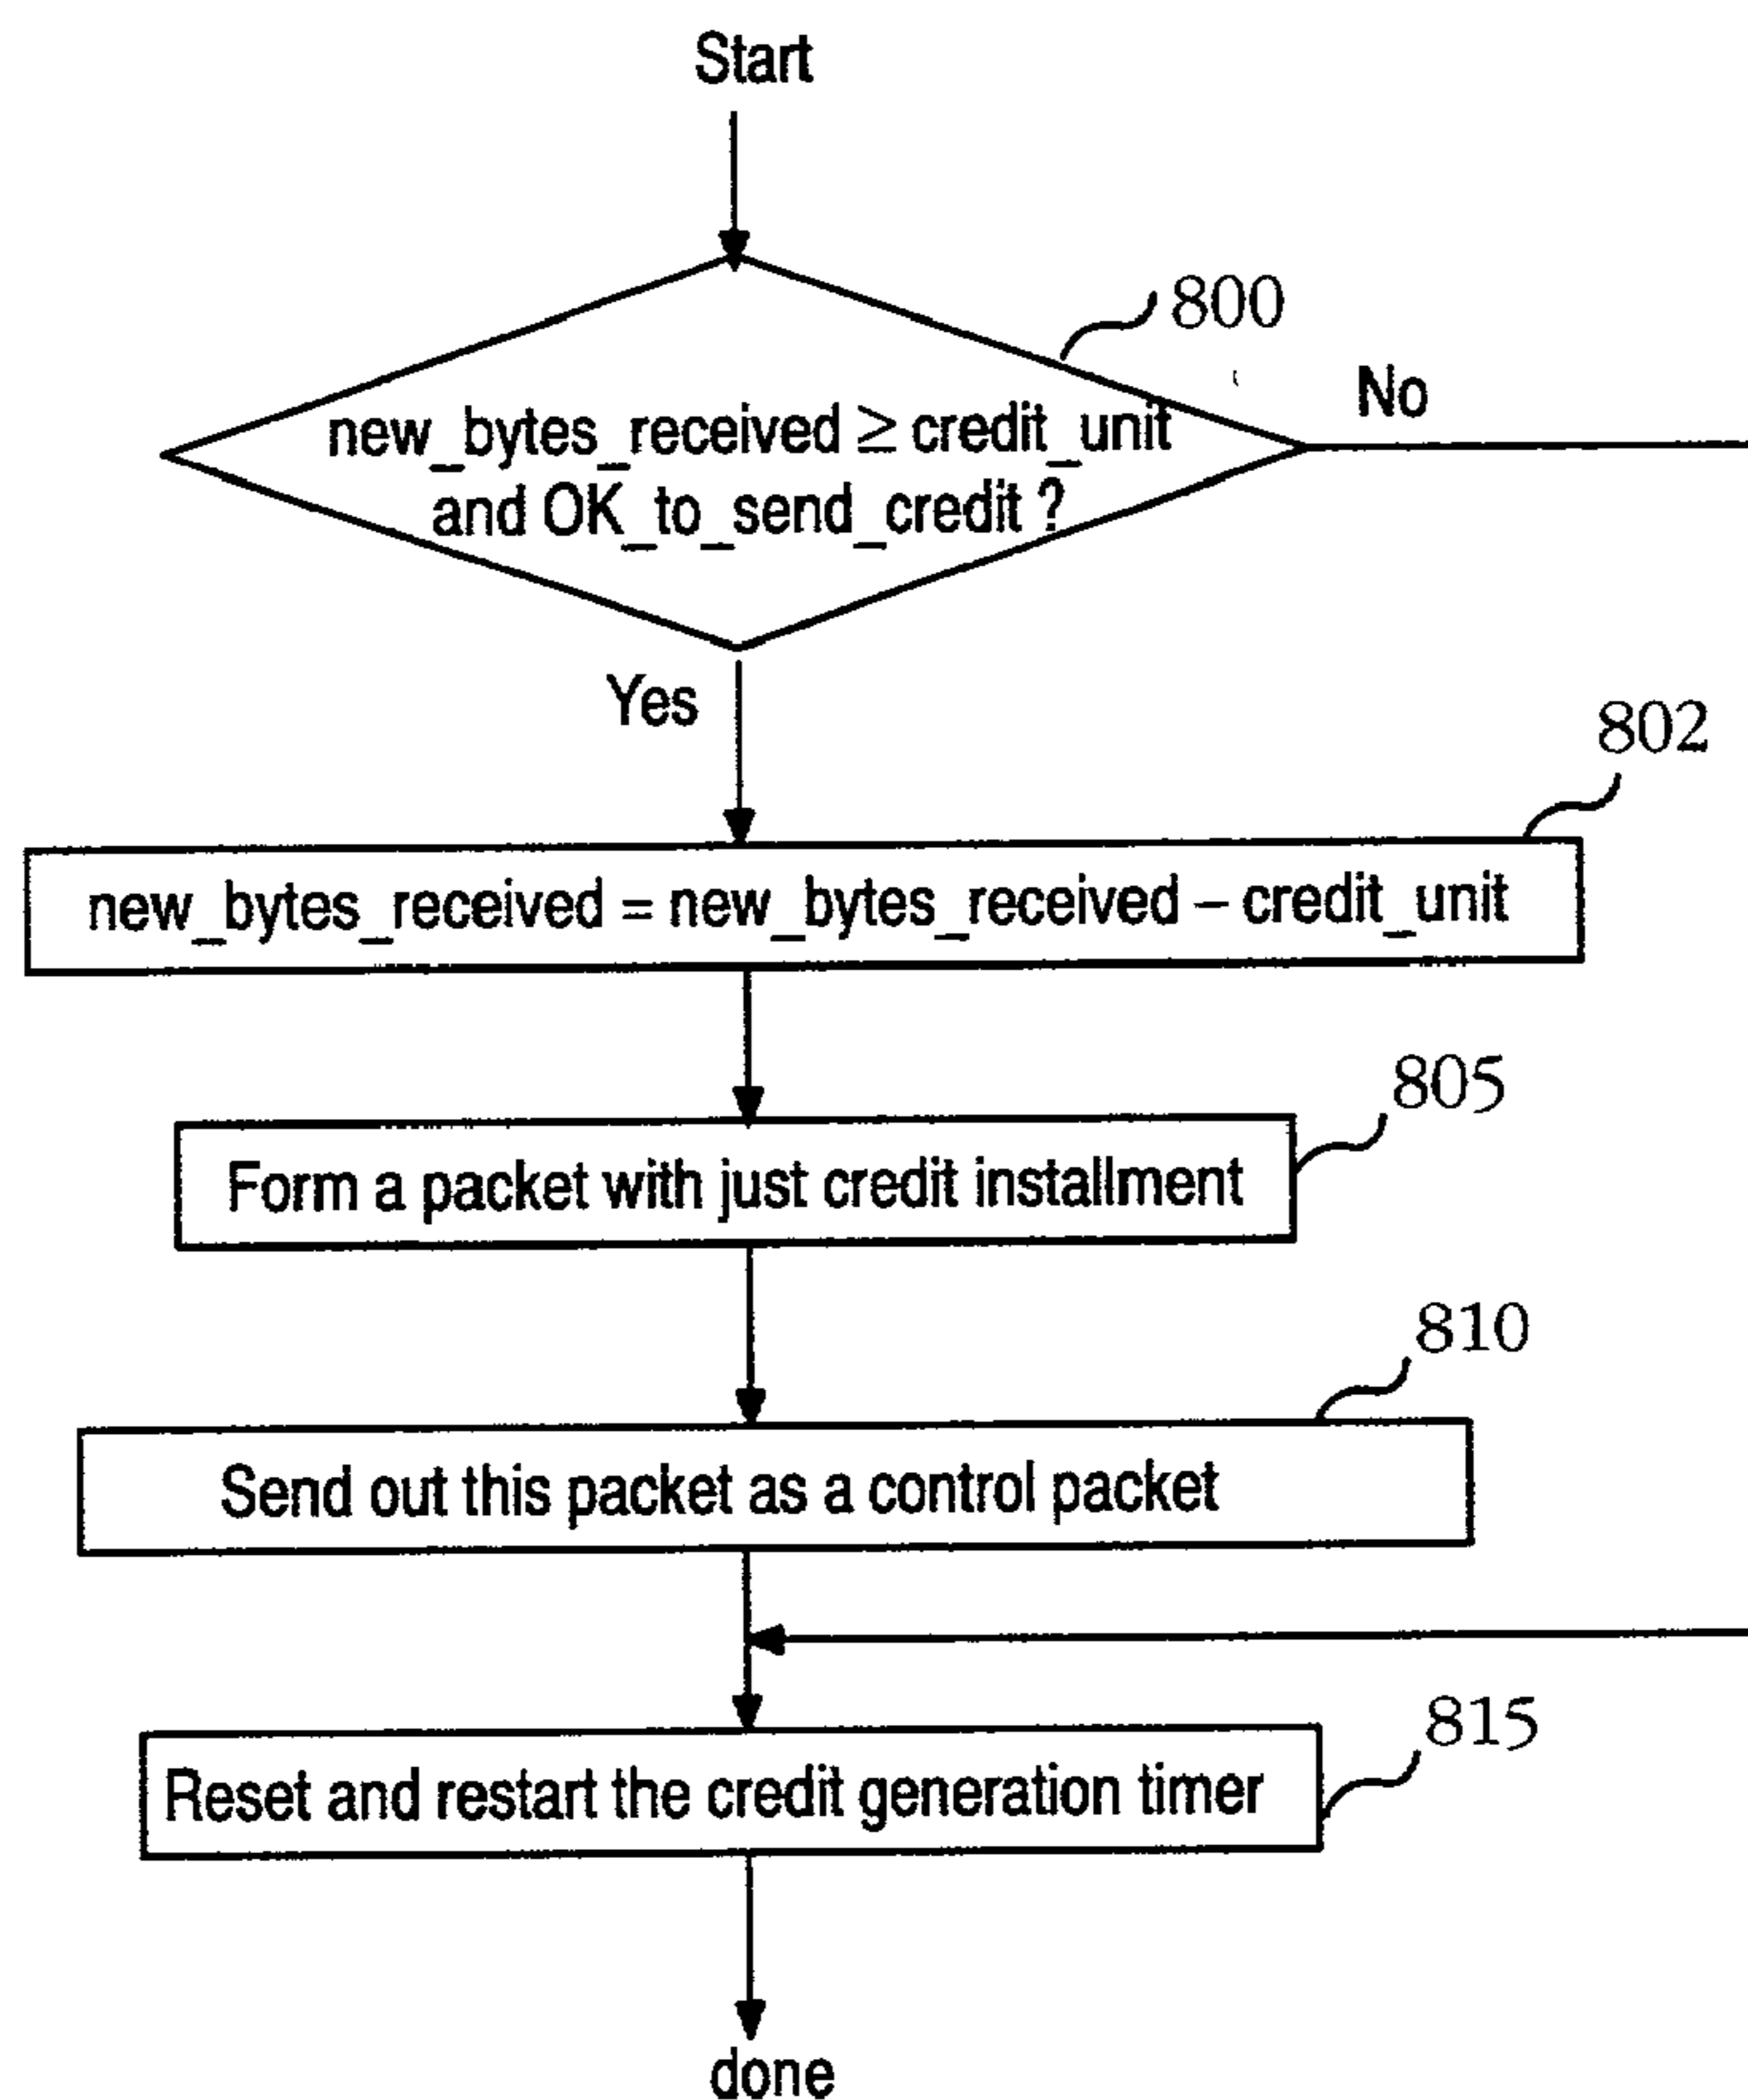 Start
800
No
new_bytes_received ≥ credit_unit
and OK_to_send_credit ?
Yes
802
new_bytes_received = new_bytes_received – credit_unit
805
Form a packet with just credit installment
810
Send out this packet as a control packet
815
Reset and restart the credit generation timer
done